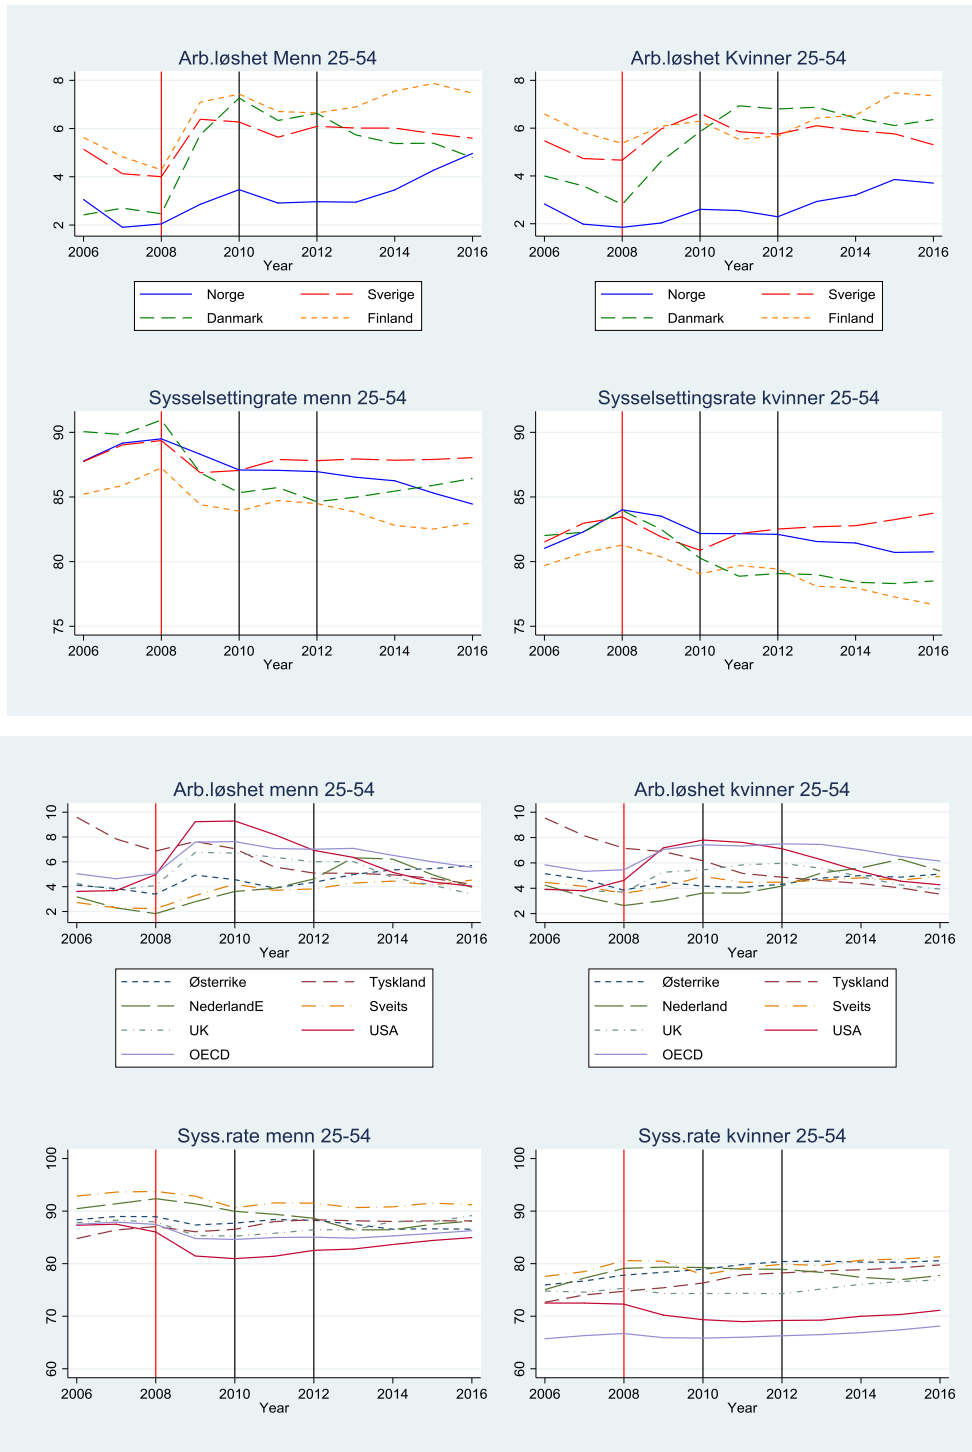 Arb.løshet Menn 25-54
8
6
4
2
2006 2008 2010 2012 2014 2016
Year
Norge Sverige
Danmark Finland
Arb.løshet Kvinner 25-54
8
6
4
2
2006 2008 2010 2012 2014 2016
Year
Norge Sverige
Danmark Finland
Sysselsettingrate menn 25-54
90
85
80
75
2006 2008 2010 2012 2014 2016
Year
Sysselsettingsrate kvinner 25-54
90
85
80
75
2006 2008 2010 2012 2014 2016
Year
Arb.løshet menn 25-54
10
8
6
4
2
2006 2008 2010 2012 2014 2016
Year
Østerrike Tyskland
NederlandE Sveits
UK USA
OECD
Arb.løshet kvinner 25-54
10
8
6
4
2
2006 2008 2010 2012 2014 2016
Year
Østerrike Tyskland
Nederland Sveits
UK USA
OECD
Syss.rate menn 25-54
100
90
80
70
60
2006 2008 2010 2012 2014 2016
Year
Syss.rate kvinner 25-54
100
90
80
70
60
2006 2008 2010 2012 2014 2016
Year